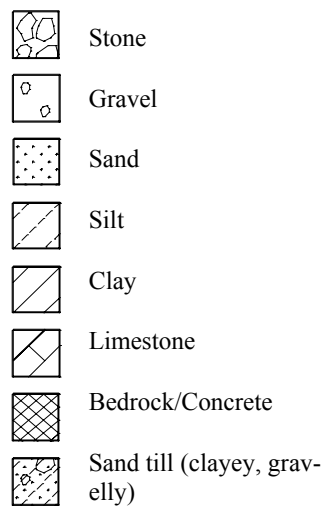 Stone
Gravel
Sand
Silt
Clay
Limestone
Bedrock/Concrete
Sand till (clayey, grav-
elly)